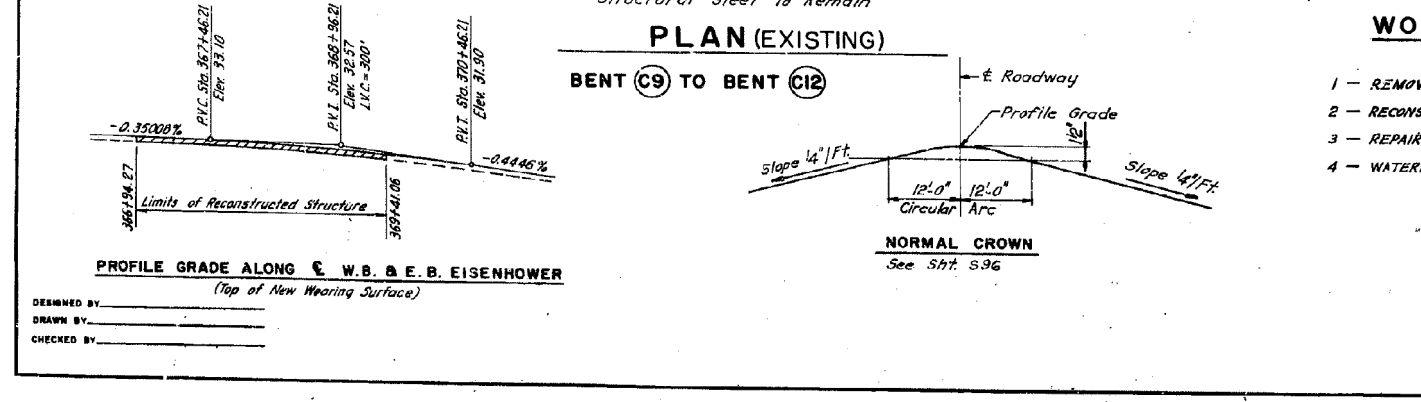 Structural Steel To Remain
PLAN (EXISTING)
BENT C9 TO BENT C12
P.V.C. Sta. 367+46.21
Elev. 33.10
P.V.I. Sta. 368+96.21
Elev. 32.57
L.V.C. = 300'
P.V.T. Sta. 370+46.21
Elev. 31.90
-0.35008%
-0.4446%
366+94.27
Limits of Reconstructed Structure
369+41.06
PROFILE GRADE ALONG ℄ W.B. & E.B. EISENHOWER
(Top of New Wearing Surface)
DESIGNED BY
DRAWN BY
CHECKED BY
℄ Roadway
Profile Grade
1½"
Slope ¼"/Ft.
Slope ¼"/Ft.
12'-0" 12'-0"
Circular Arc
NORMAL CROWN
See Sht. S96
WO
1 - REMOV
2 - RECONS
3 - REPAIR
4 - WATER